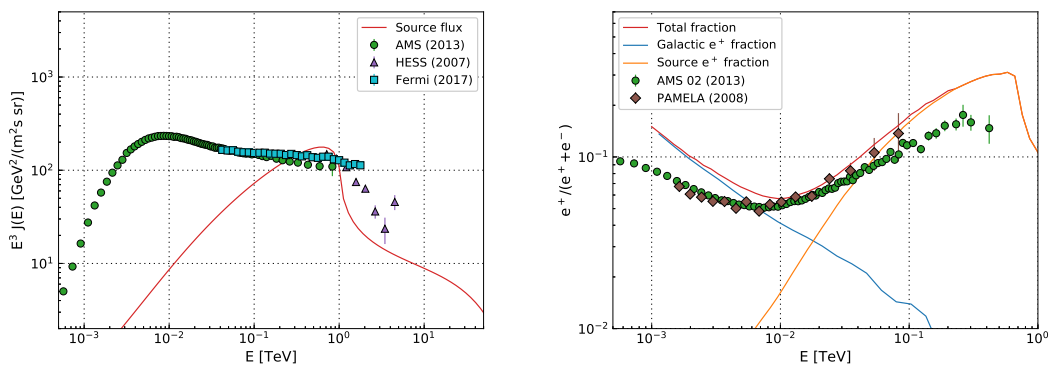 Source flux
AMS (2013)
HESS (2007)
Fermi (2017)
10³
10²
10¹
E³ J(E) [GeV²/(m²s sr)]
10⁻³ 10⁻² 10⁻¹ 10⁰ 10¹
E [TeV]
Total fraction
Galactic e⁺ fraction
Source e⁺ fraction
AMS 02 (2013)
PAMELA (2008)
10⁻¹
10⁻²
e⁺/(e⁺+e⁻)
10⁻³ 10⁻² 10⁻¹ 10⁰
E [TeV]